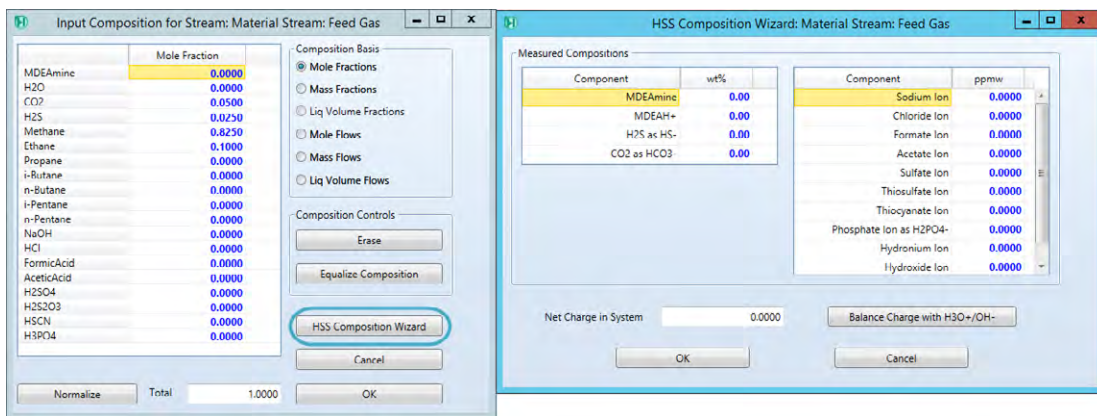 Input Composition for Stream: Material Stream: Feed Gas
Mole Fraction
MDEAmine 0.0000
H2O 0.0000
CO2 0.0500
H2S 0.0250
Methane 0.8250
Ethane 0.1000
Propane 0.0000
i-Butane 0.0000
n-Butane 0.0000
i-Pentane 0.0000
n-Pentane 0.0000
NaOH 0.0000
HCl 0.0000
FormicAcid 0.0000
AceticAcid 0.0000
H2SO4 0.0000
H2S2O3 0.0000
HSCN 0.0000
H3PO4 0.0000
Normalize Total 1.0000
Composition Basis
Mole Fractions
Mass Fractions
Liq Volume Fractions
Mole Flows
Mass Flows
Liq Volume Flows
Composition Controls
Erase
Equalize Composition
HSS Composition Wizard
Cancel
OK
HSS Composition Wizard: Material Stream: Feed Gas
Measured Compositions
Component wt%
MDEAmine 0.00
MDEAH+ 0.00
H2S as HS- 0.00
CO2 as HCO3- 0.00
Component ppmw
Sodium Ion 0.0000
Chloride Ion 0.0000
Formate Ion 0.0000
Acetate Ion 0.0000
Sulfate Ion 0.0000
Thiosulfate Ion 0.0000
Thiocyanate Ion 0.0000
Phosphate Ion as H2PO4- 0.0000
Hydronium Ion 0.0000
Hydroxide Ion 0.0000
Net Charge in System 0.0000 Balance Charge with H3O+/OH-
OK Cancel